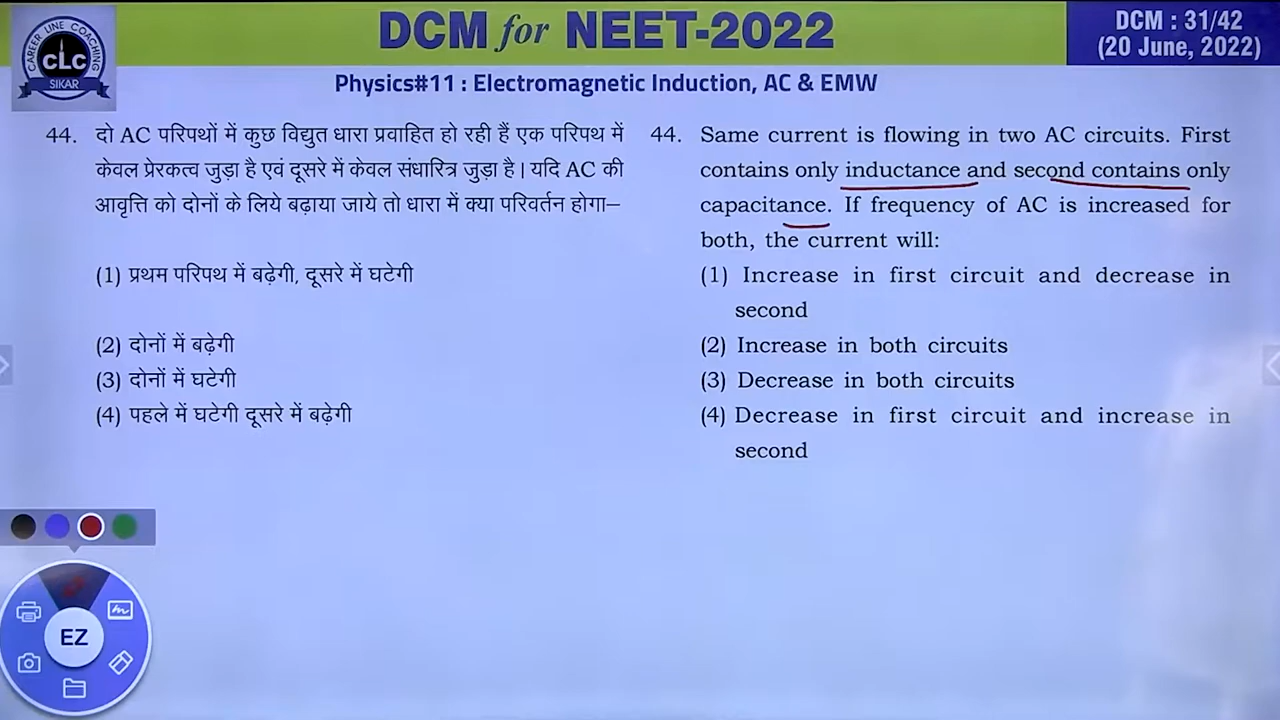 CAREER LINE COACHING
CLC
SIKAR
DCM for NEET-2022
DCM : 31/42
(20 June, 2022)
Physics#11 : Electromagnetic Induction, AC & EMW
44. दो AC परिपथों में कुछ विद्युत धारा प्रवाहित हो रही हैं एक परिपथ में
केवल प्रेरकत्व जुड़ा है एवं दूसरे में केवल संधारित्र जुड़ा है। यदि AC की
आवृत्ति को दोनों के लिये बढ़ाया जाये तो धारा में क्या परिवर्तन होगा–
(1) प्रथम परिपथ में बढ़ेगी, दूसरे में घटेगी
(2) दोनों में बढ़ेगी
(3) दोनों में घटेगी
(4) पहले में घटेगी दूसरे में बढ़ेगी
44. Same current is flowing in two AC circuits. First
contains only inductance and second contains only
capacitance. If frequency of AC is increased for
both, the current will:
(1) Increase in first circuit and decrease in
second
(2) Increase in both circuits
(3) Decrease in both circuits
(4) Decrease in first circuit and increase in
second
EZ